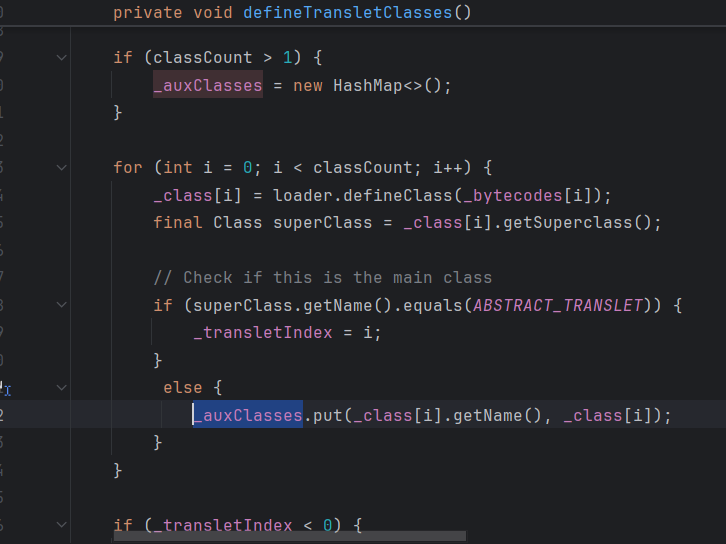 private void defineTransletClasses()
if (classCount > 1) {
_auxClasses = new HashMap<>();
}
for (int i = 0; i < classCount; i++) {
_class[i] = loader.defineClass(_bytecodes[i]);
final Class superClass = _class[i].getSuperclass();
// Check if this is the main class
if (superClass.getName().equals(ABSTRACT_TRANSLET)) {
_transletIndex = i;
}
else {
_auxClasses.put(_class[i].getName(), _class[i]);
}
}
if (_transletIndex < 0) {